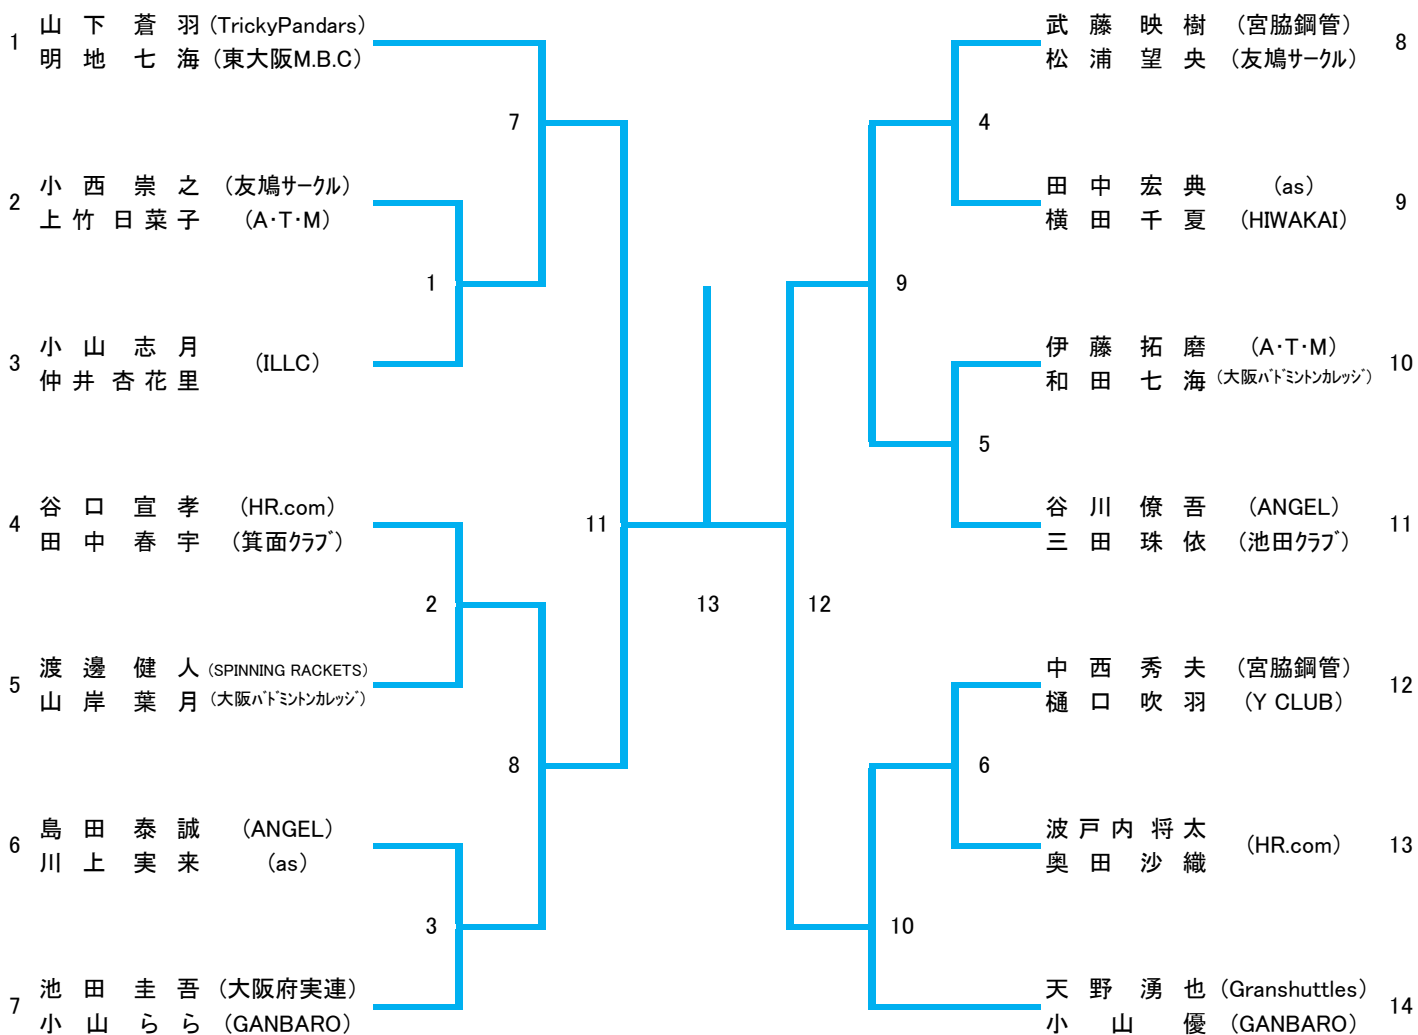 1 山下 蒼羽 (TrickyPandars)
明地 七海 (東大阪M.B.C)
7
2 小西 崇之 (友鳩サークル)
上竹 日菜子 (A・T・M)
1
3 小山 志月 (ILLC)
仲井 杏花里
4 谷口 宣孝 (HR.com)
田中 春宇 (箕面クラブ)
11
2
13
5 渡邊 健人 (SPINNING RACKETS)
山岸 葉月 (大阪バドミントンカレッジ)
8
6 島田 泰誠 (ANGEL)
川上 実来 (as)
3
7 池田 圭吾 (大阪府実連)
小山 らら (GANBARO)
武藤 映樹 (宮脇鋼管) 8
松浦 望央 (友鳩サークル)
4
田中 宏典 (as) 9
横田 千夏 (HIWAKAI)
9
伊藤 拓磨 (A・T・M) 10
和田 七海 (大阪バドミントンカレッジ)
5
谷川 僚吾 (ANGEL) 11
三田 珠依 (池田クラブ)
12
中西 秀夫 (宮脇鋼管) 12
樋口 吹羽 (Y CLUB)
6
波戸内 将太 (HR.com) 13
奥田 沙織
10
天野 湧也 (Granshuttles) 14
小山 優 (GANBARO)